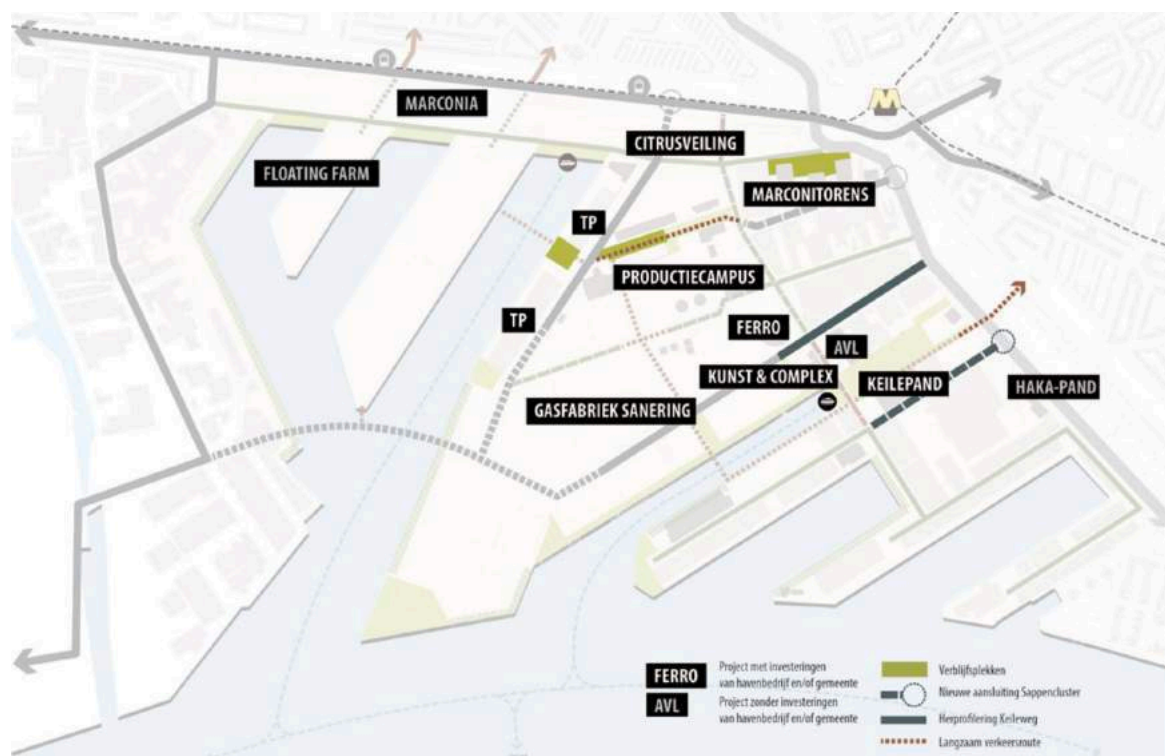 MARCONIA
M
CITRUSVEILING
FLOATING FARM
MARCONITORENS
TP
PRODUCTIECAMPUS
TP
FERRO
AVL
KUNST & COMPLEX
KEILEPAND
HAKA-PAND
GASFABRIEK SANERING
FERRO
Project met investeringen
van havenbedrijf en/of gemeente
AVL
Project zonder investeringen
van havenbedrijf en/of gemeente
Verblijfsplekken
Nieuwe aansluiting Sappencluster
Herprofilering Keileweg
Langzaam verkeersroute